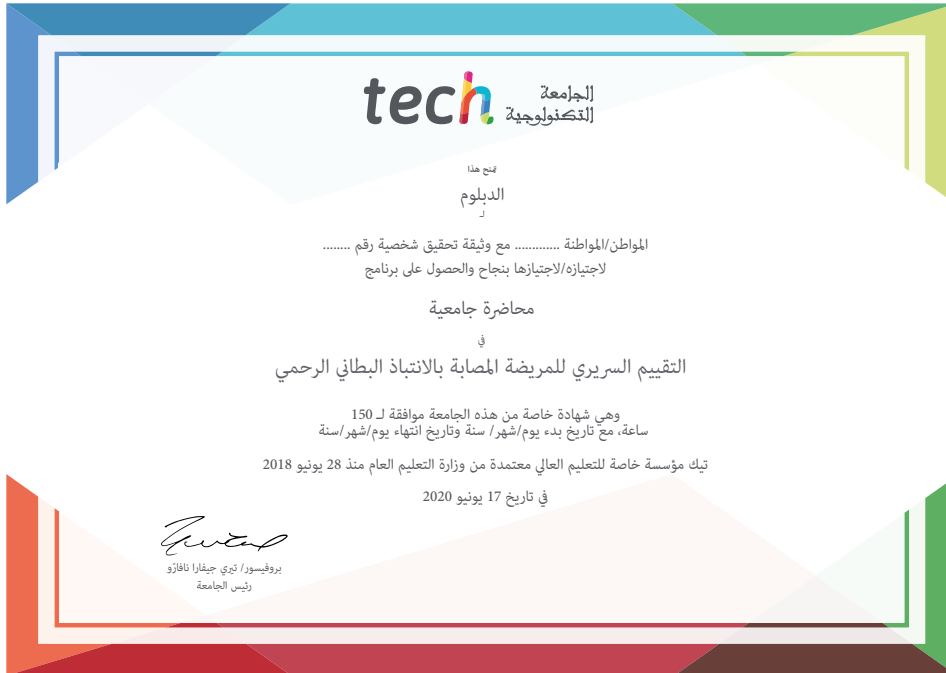 tech الجامعة
التكنولوجية
تمنح هذا
الدبلوم
لـ
المواطن/المواطنة ............. مع وثيقة تحقيق شخصية رقم ........
لاجتيازه/لاجتيازها بنجاح والحصول على برنامج
محاضرة جامعية
في
التقييم السريري للمريضة المصابة بالانتباذ البطاني الرحمي
وهي شهادة خاصة من هذه الجامعة موافقة لـ 150
ساعة، مع تاريخ بدء يوم/شهر/ سنة وتاريخ انتهاء يوم/شهر/سنة
تيك مؤسسة خاصة للتعليم العالي معتمدة من وزارة التعليم العام منذ 28 يونيو 2018
في تاريخ 17 يونيو 2020
بروفيسور/ تيري جيفارا نافارّو
رئيس الجامعة